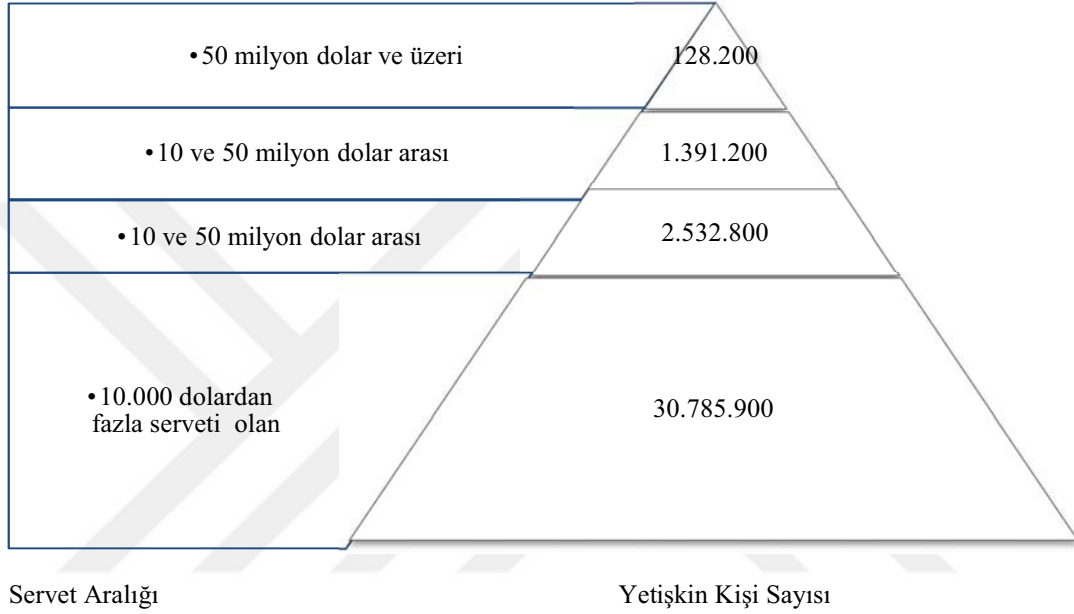 •50 milyon dolar ve üzeri 128.200
•10 ve 50 milyon dolar arası 1.391.200
•10 ve 50 milyon dolar arası 2.532.800
•10.000 dolardan
fazla serveti olan 30.785.900
Servet Aralığı Yetişkin Kişi Sayısı